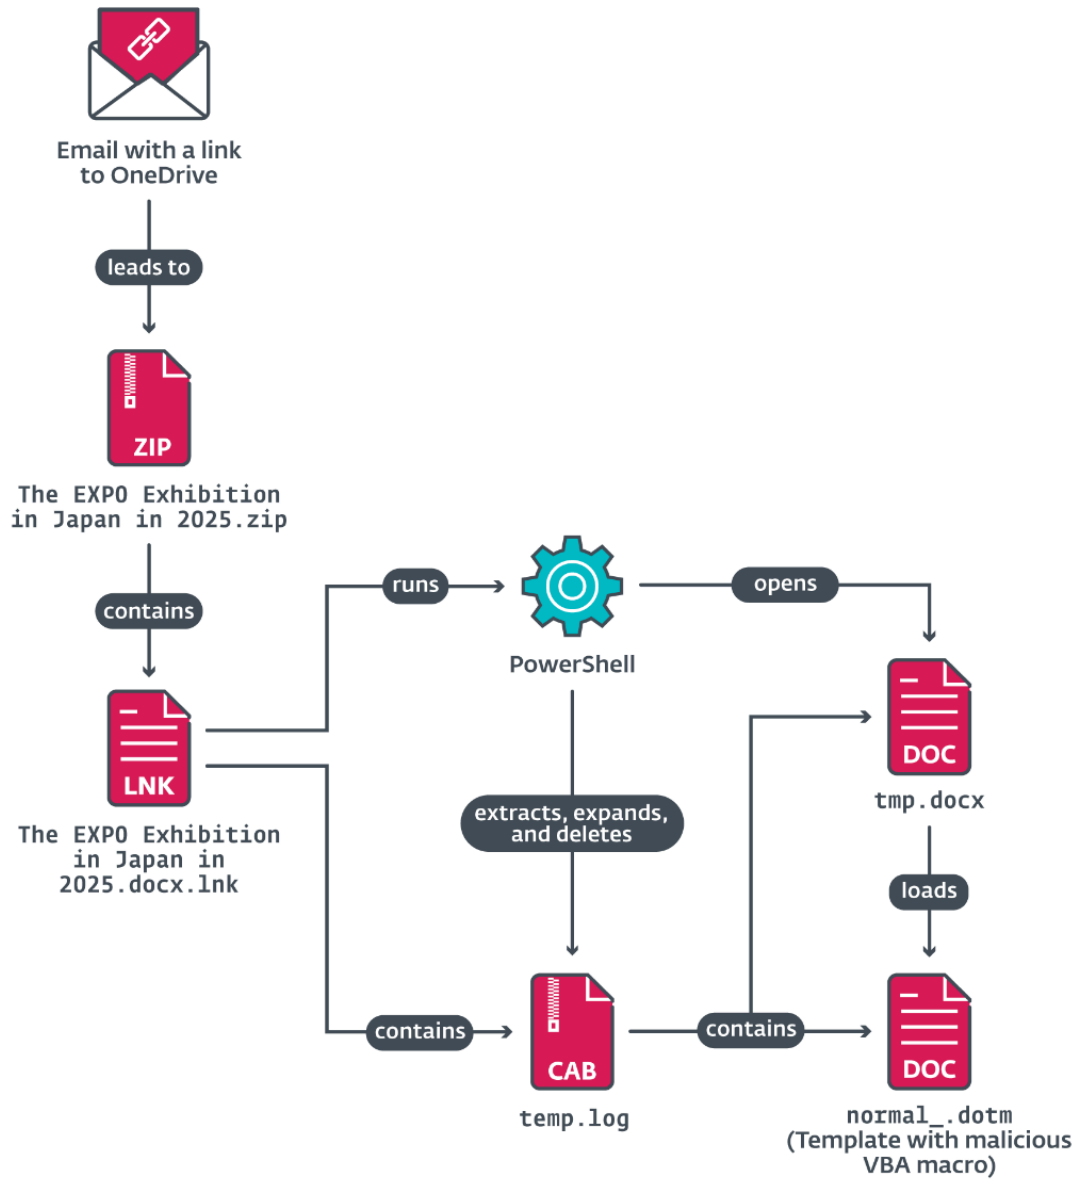 Email with a link
to OneDrive
leads to
ZIP
The EXPO Exhibition
in Japan in 2025.zip
contains
LNK
The EXPO Exhibition
in Japan in
2025.docx.lnk
runs
PowerShell
opens
extracts, expands,
and deletes
DOC
tmp.docx
loads
contains
CAB
temp.log
contains
DOC
normal_.dotm
(Template with malicious
VBA macro)